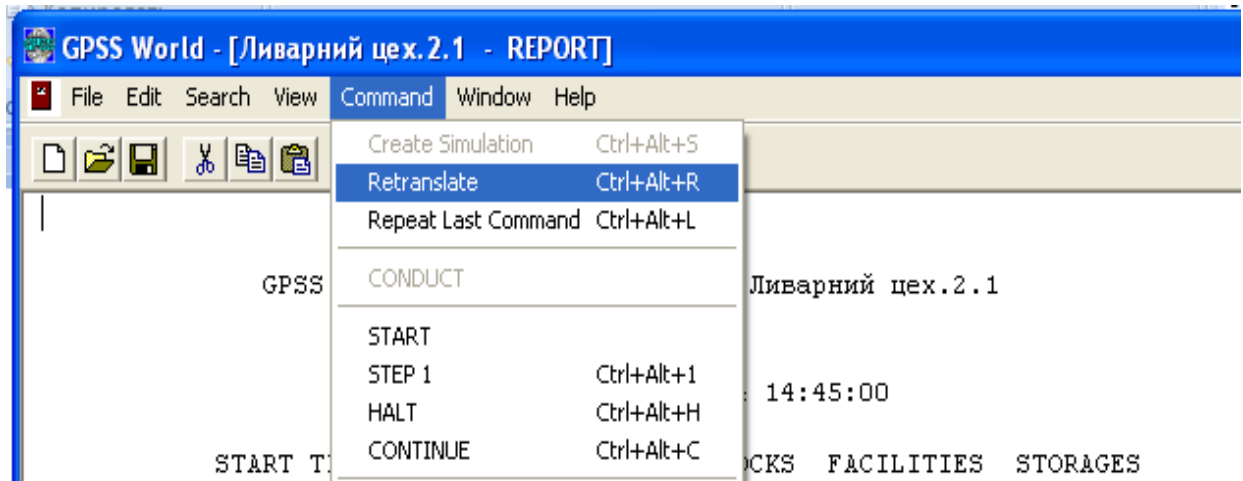 GPSS World - [Ливарний цех.2.1 - REPORT]
File Edit Search View Command Window Help
Create Simulation Ctrl+Alt+S
Retranslate Ctrl+Alt+R
Repeat Last Command Ctrl+Alt+L
GPSS CONDUCT Ливарний цех.2.1
START
STEP 1 Ctrl+Alt+1
14:45:00
HALT Ctrl+Alt+H
CONTINUE Ctrl+Alt+C
START FACILITIES STORAGES